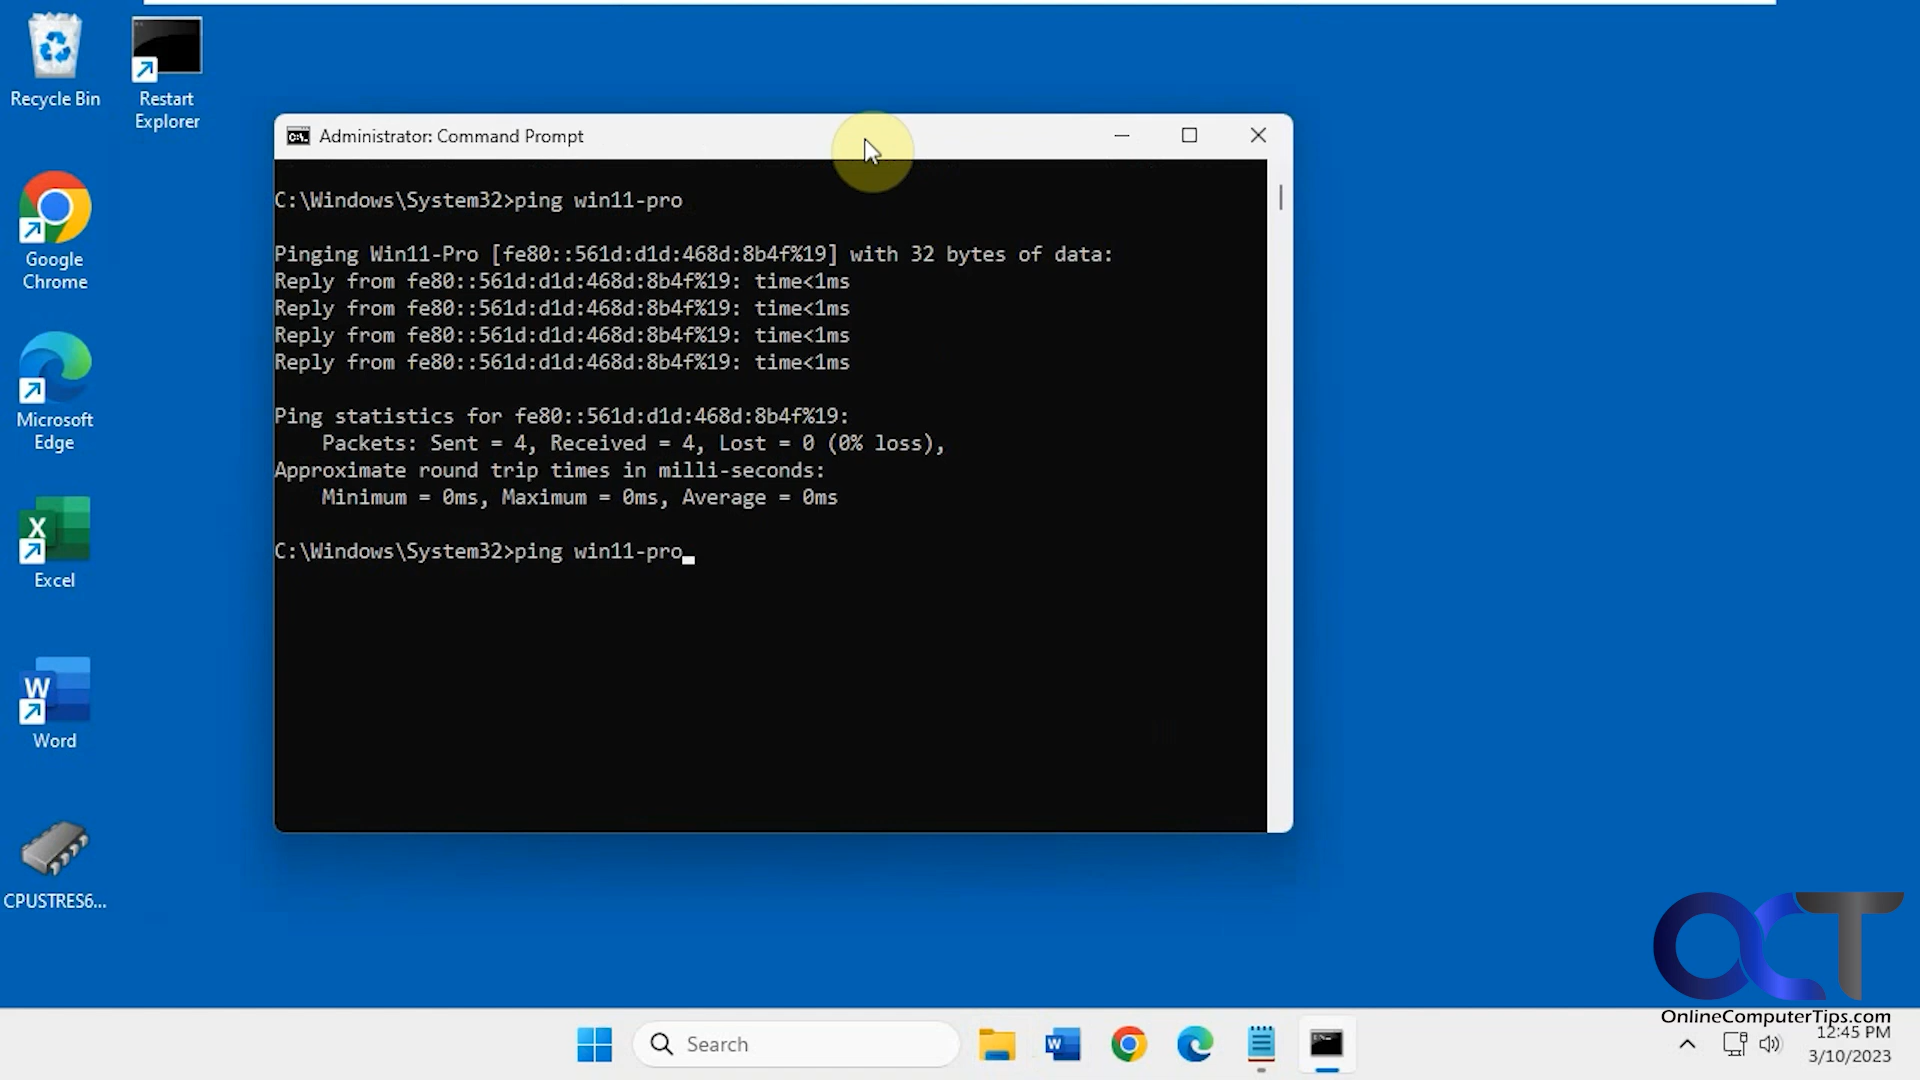 Recycle Bin
Restart
Explorer
Google
Chrome
Microsoft
Edge
Excel
Word
CPUSTRES6...
Administrator: Command Prompt
C:\Windows\System32>ping win11-pro
Pinging Win11-Pro [fe80::561d:d1d:468d:8b4f%19] with 32 bytes of data:
Reply from fe80::561d:d1d:468d:8b4f%19: time<1ms
Reply from fe80::561d:d1d:468d:8b4f%19: time<1ms
Reply from fe80::561d:d1d:468d:8b4f%19: time<1ms
Reply from fe80::561d:d1d:468d:8b4f%19: time<1ms
Ping statistics for fe80::561d:d1d:468d:8b4f%19:
Packets: Sent = 4, Received = 4, Lost = 0 (0% loss),
Approximate round trip times in milli-seconds:
Minimum = 0ms, Maximum = 0ms, Average = 0ms
C:\Windows\System32>ping win11-pro
OCT
OnlineComputerTips.com
Search
12:45 PM
3/10/2023